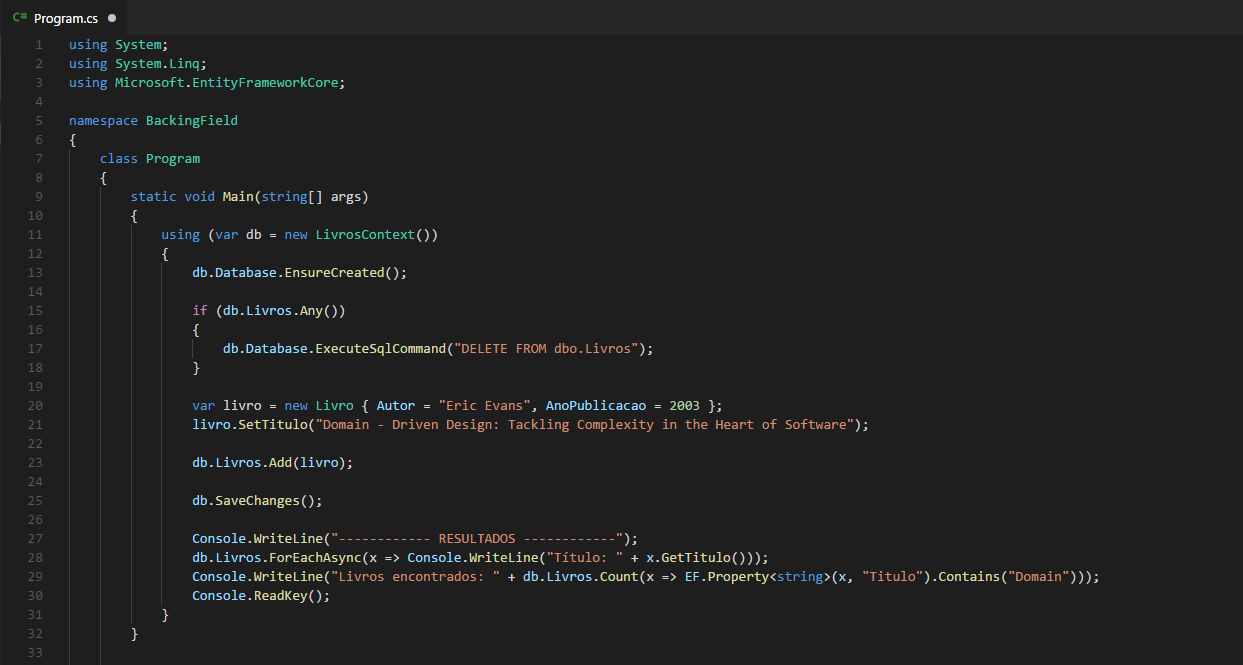 C# Program.cs
1 using System;
2 using System.Linq;
3 using Microsoft.EntityFrameworkCore;
4
5 namespace BackingField
6 {
7 class Program
8 {
9 static void Main(string[] args)
10 {
11 using (var db = new LivrosContext())
12 {
13 db.Database.EnsureCreated();
14
15 if (db.Livros.Any())
16 {
17 db.Database.ExecuteSqlCommand("DELETE FROM dbo.Livros");
18 }
19
20 var livro = new Livro { Autor = "Eric Evans", AnoPublicacao = 2003 };
21 livro.SetTitulo("Domain - Driven Design: Tackling Complexity in the Heart of Software");
22
23 db.Livros.Add(livro);
24
25 db.SaveChanges();
26
27 Console.WriteLine("------------ RESULTADOS ------------");
28 db.Livros.ForEachAsync(x => Console.WriteLine("Título: " + x.GetTitulo()));
29 Console.WriteLine("Livros encontrados: " + db.Livros.Count(x => EF.Property<string>(x, "Titulo").Contains("Domain")));
30 Console.ReadKey();
31 }
32 }
33